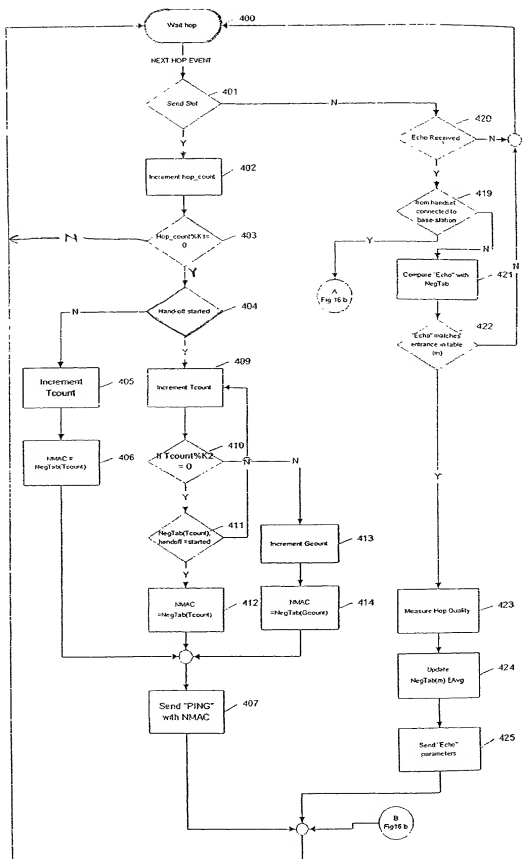 Wait hop
400
NEXT HOP EVENT
Send Slot
401
N
420
Echo Received
N
Y
Y
Increment hop_count
402
from handset
connected to
base-station
419
N
Hop_count%K1=
0
403
Y
N
Y
A
Fig 16 b
Compare "Echo" with
NegTab
421
N
Hand-off started
404
N
Y
"Echo" matches
entrance in table
(m)
422
Increment
Tcount
405
Increment Tcount
409
NMAC =
NegTab(Tcount)
406
If Tcount%K2
= 0
410
N
N
Y
Y
NegTab(Tcount),
handoff =started
411
Increment Gcount
413
Y
NMAC
=NegTab(Tcount)
412
NMAC
=NegTab(Gcount)
414
Measure Hop Quality
423
Update
NegTab(m) EAvg
424
Send "PING"
with NMAC
407
Send "Echo"
parameters
425
B
Fig16 b